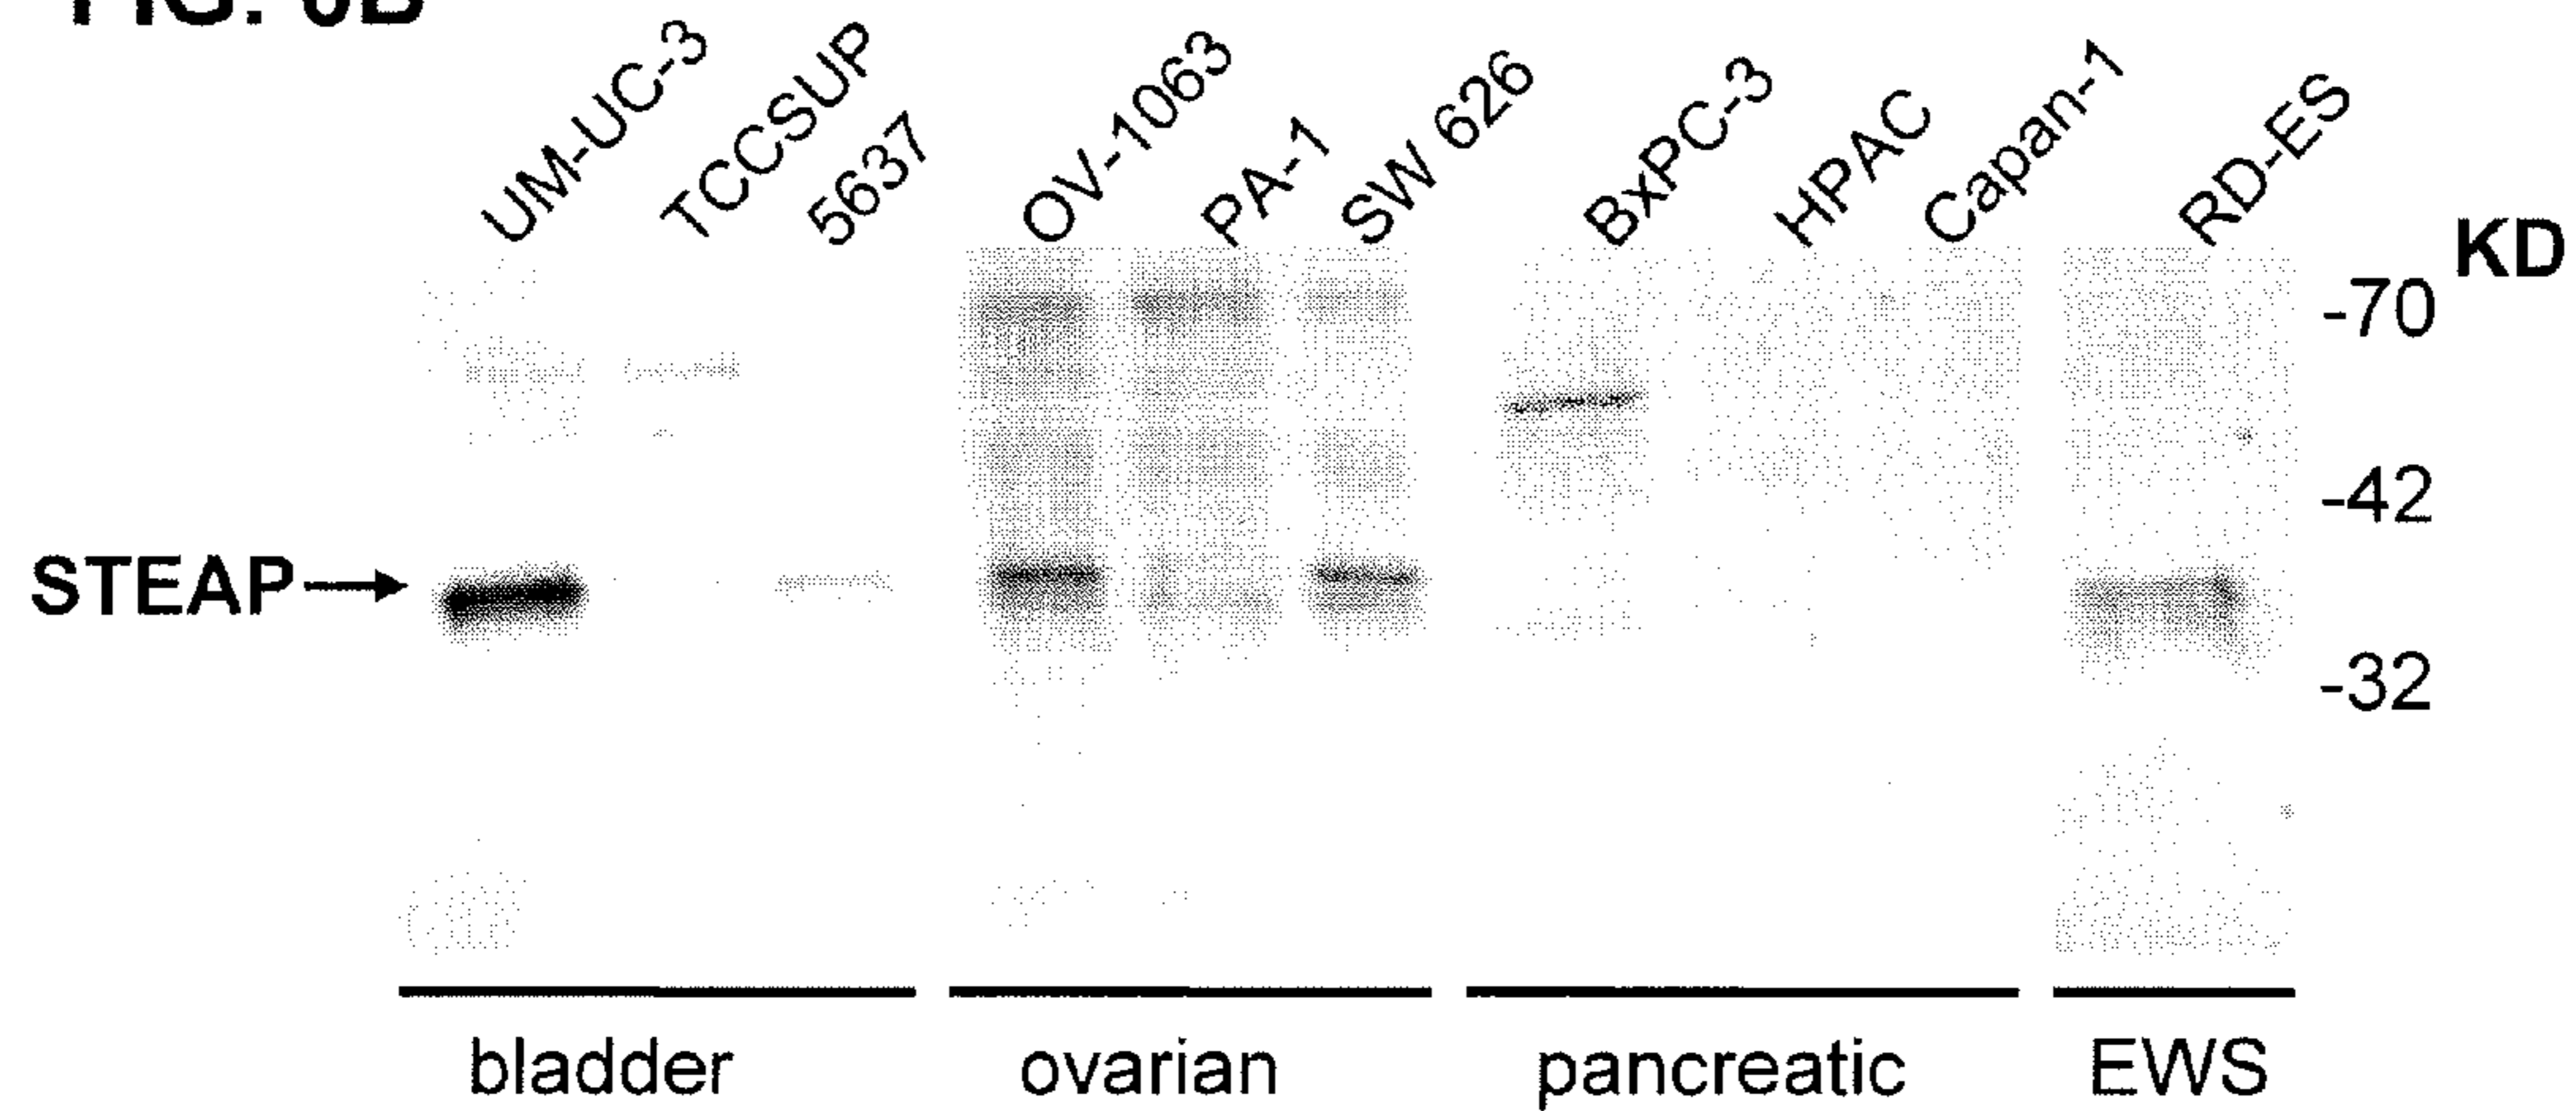 UM-UC-3
TCCSUP
5637
OV-1063
PA-1
SW 626
BxPC-3
HPAC
Capan-1
RD-ES
KD
-70
-42
STEAP
-32
bladder
ovarian
pancreatic
EWS